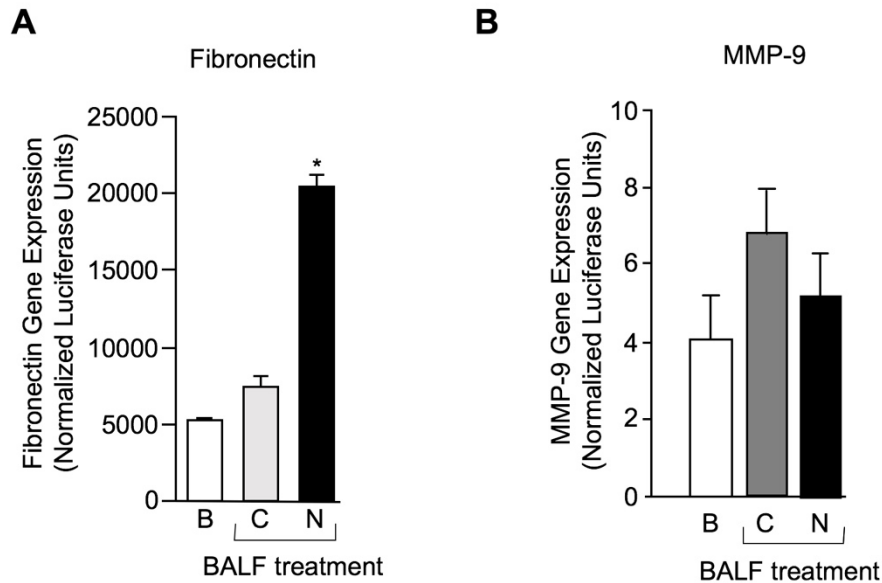 A
Fibronectin
Fibronectin Gene Expression
(Normalized Luciferase Units)
25000
20000
15000
10000
5000
0
*
B C N
BALF treatment
B
MMP-9
MMP-9 Gene Expression
(Normalized Luciferase Units)
10
8
6
4
2
0
B C N
BALF treatment